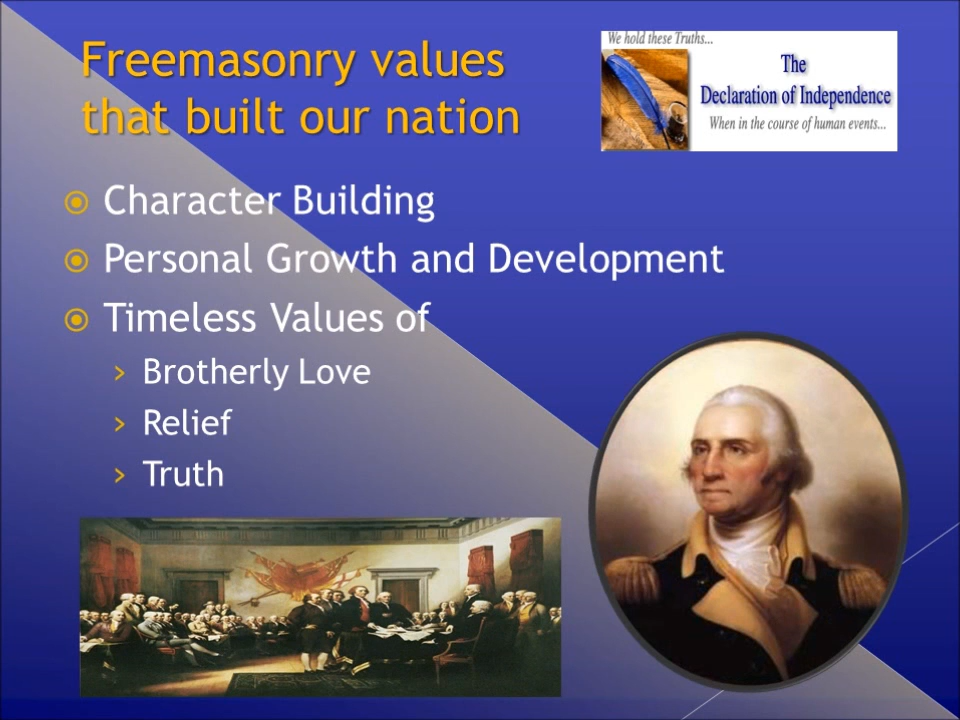 Freemasonry values
that built our nation
We hold these Truths...
The
Declaration of Independence
When in the course of human events...
Character Building
Personal Growth and Development
Timeless Values of
Brotherly Love
Relief
Truth